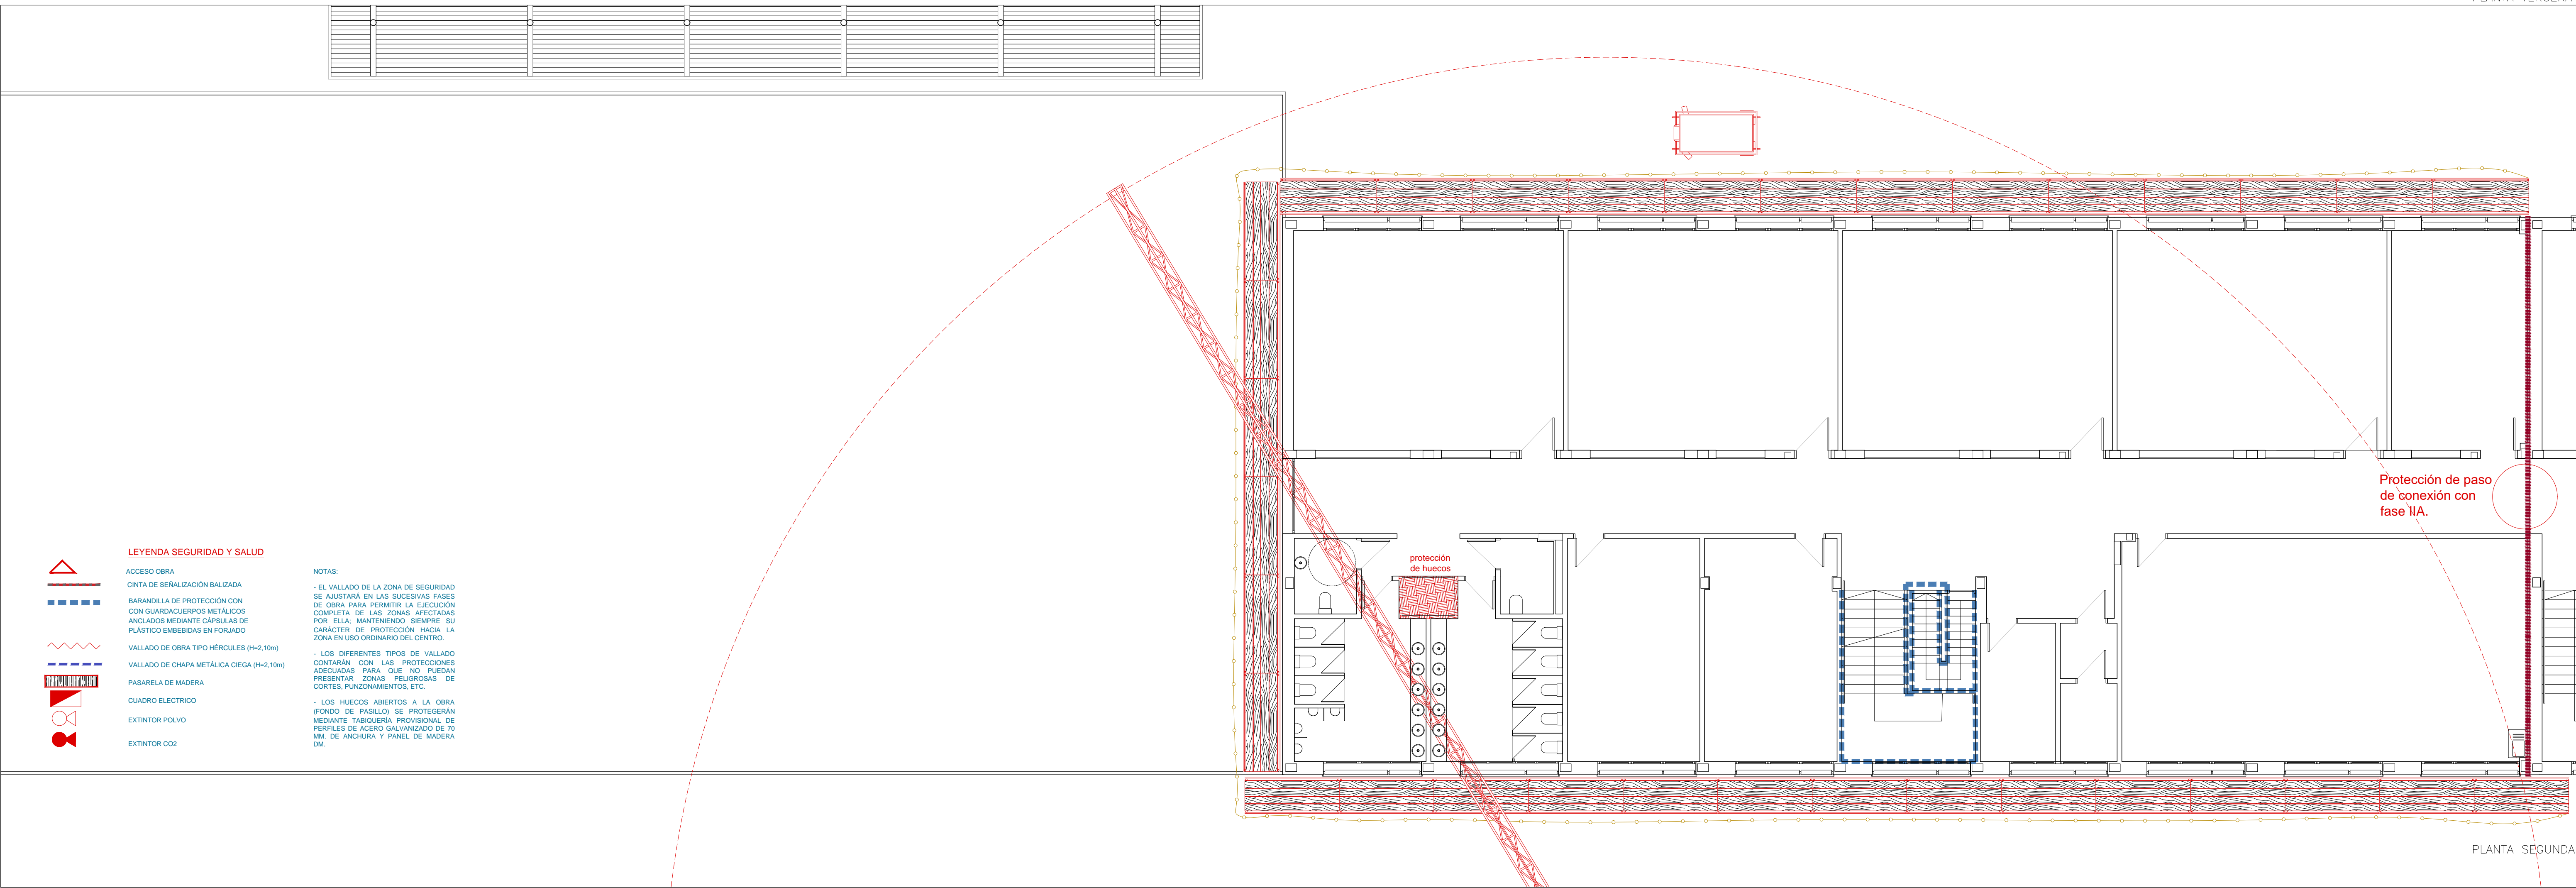 LEYENDA SEGURIDAD Y SALUD
ACCESO OBRA
CINTA DE SEÑALIZACIÓN BALIZADA
BARANDILLA DE PROTECCIÓN CON
CON GUARDACUERPOS METÁLICOS
ANCLADOS MEDIANTE CÁPSULAS DE
PLÁSTICO EMBEBIDAS EN FORJADO
VALLADO DE OBRA TIPO HÉRCULES (H=2,10m)
VALLADO DE CHAPA METÁLICA CIEGA (H=2,10m)
PASARELA DE MADERA
CUADRO ELECTRICO
EXTINTOR POLVO
EXTINTOR CO2
NOTAS:
- EL VALLADO DE LA ZONA DE SEGURIDAD
SE AJUSTARÁ EN LAS SUCESIVAS FASES
DE OBRA PARA PERMITIR LA EJECUCIÓN
COMPLETA DE LAS ZONAS AFECTADAS
POR ELLA; MANTENIENDO SIEMPRE SU
CARÁCTER DE PROTECCIÓN HACIA LA
ZONA EN USO ORDINARIO DEL CENTRO.
- LOS DIFERENTES TIPOS DE VALLADO
CONTARÁN CON LAS PROTECCIONES
ADECUADAS PARA QUE NO PUEDAN
PRESENTAR ZONAS PELIGROSAS DE
CORTES, PUNZONAMIENTOS, ETC.
- LOS HUECOS ABIERTOS A LA OBRA
(FONDO DE PASILLO) SE PROTEGERÁN
MEDIANTE TABIQUERÍA PROVISIONAL DE
PERFILES DE ACERO GALVANIZADO DE 70
MM. DE ANCHURA Y PANEL DE MADERA
DM.
protección
de huecos
Protección de paso
de conexión con
fase IIA.
PLANTA SEGUNDA